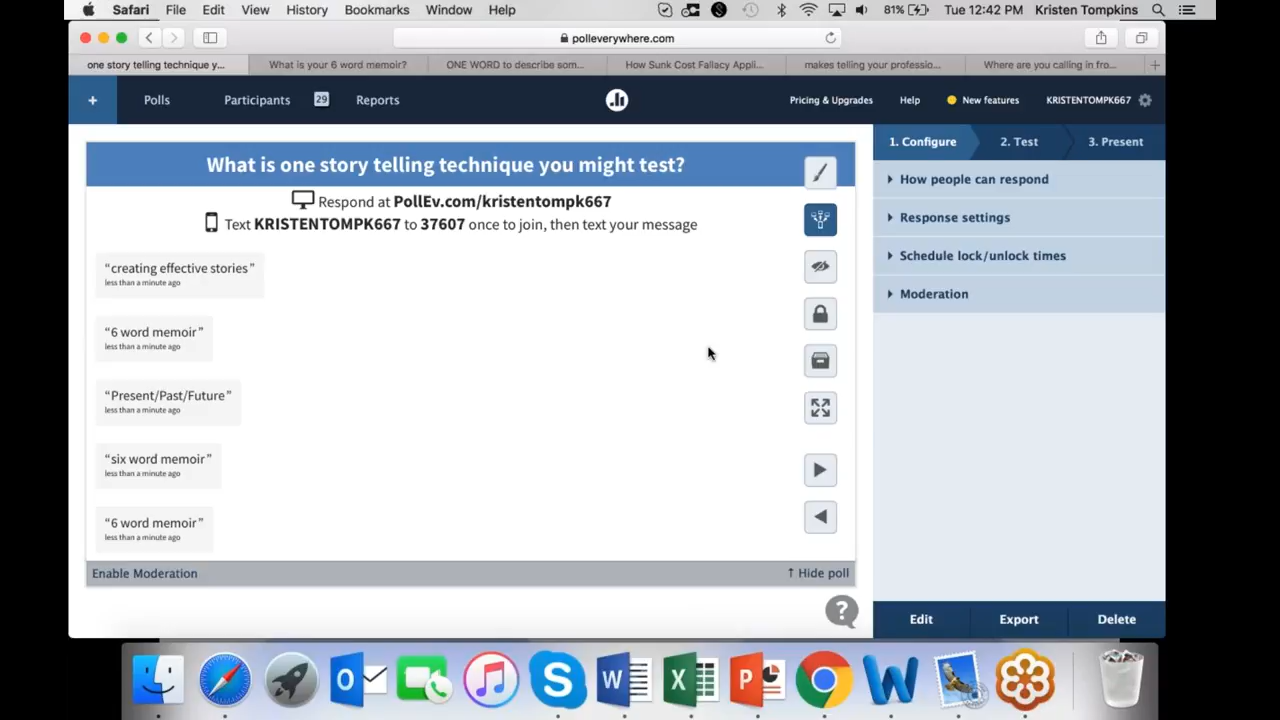 Safari File Edit View History Bookmarks Window Help 81% Tue 12:42 PM Kristen Tompkins
polleverywhere.com
one story telling technique y... What is your 6 word memoir? ONE WORD to describe som... How Sunk Cost Fallacy Appli... makes telling your professio... Where are you calling in fro... +
+ Polls Participants 29 Reports Pricing & Upgrades Help New features KRISTENTOMPK667
1. Configure 2. Test 3. Present
What is one story telling technique you might test?
Respond at PollEv.com/kristentompk667
Text KRISTENTOMPK667 to 37607 once to join, then text your message
“creating effective stories”
less than a minute ago
“6 word memoir”
less than a minute ago
“Present/Past/Future”
less than a minute ago
“six word memoir”
less than a minute ago
“6 word memoir”
less than a minute ago
Enable Moderation ↑ Hide poll
?
How people can respond
Response settings
Schedule lock/unlock times
Moderation
Edit Export Delete
O S W X P W